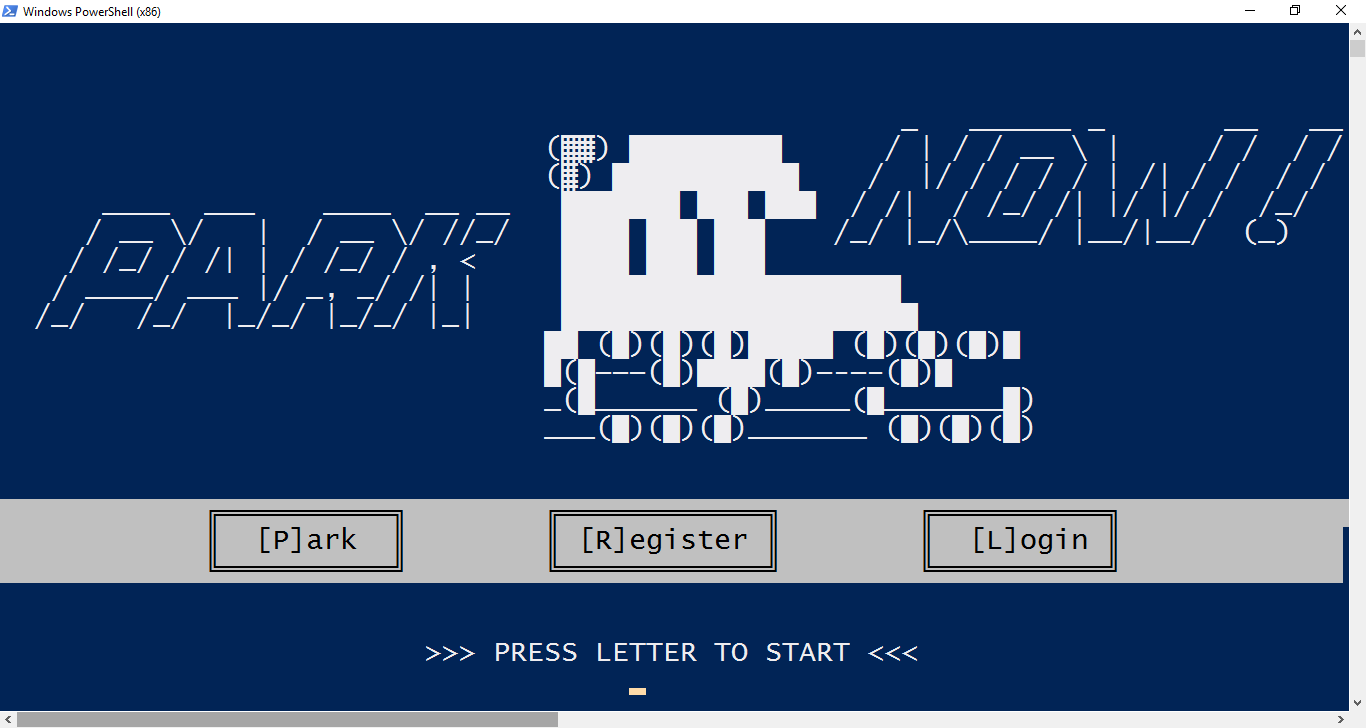 Windows PowerShell (x86)
PARK NOW!
[P]ark [R]egister [L]ogin
>>> PRESS LETTER TO START <<<